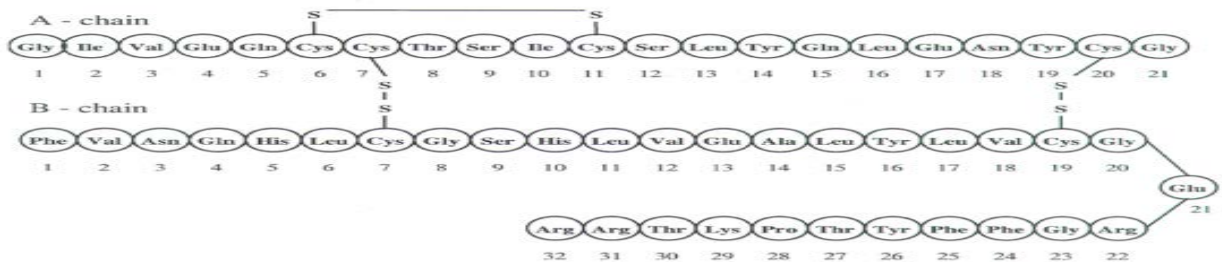 S S
A - chain
Gly Ile Val Glu Gln Cys Cys Thr Ser Ile Cys Ser Leu Tyr Gln Leu Glu Asn Tyr Cys Gly
1 2 3 4 5 6 7 8 9 10 11 12 13 14 15 16 17 18 19 20 21
S S
B - chain
S S
Phe Val Asn Gln His Leu Cys Gly Ser His Leu Val Glu Ala Leu Tyr Leu Val Cys Gly
1 2 3 4 5 6 7 8 9 10 11 12 13 14 15 16 17 18 19 20
Glu
21
Arg Arg Thr Lys Pro Thr Tyr Phe Phe Gly Arg
32 31 30 29 28 27 26 25 24 23 22